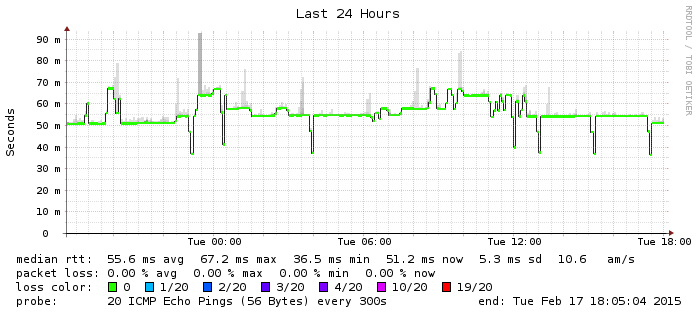 Last 24 Hours
RRDTOOL / TOBI OETIKER
Seconds
90 m
80 m
70 m
60 m
50 m
40 m
30 m
20 m
10 m
0
Tue 00:00 Tue 06:00 Tue 12:00 Tue 18:00
median rtt: 55.6 ms avg 67.2 ms max 36.5 ms min 51.2 ms now 5.3 ms sd 10.6 am/s
packet loss: 0.00 % avg 0.00 % max 0.00 % min 0.00 % now
loss color: 0 1/20 2/20 3/20 4/20 10/20 19/20
probe: 20 ICMP Echo Pings (56 Bytes) every 300s end: Tue Feb 17 18:05:04 2015